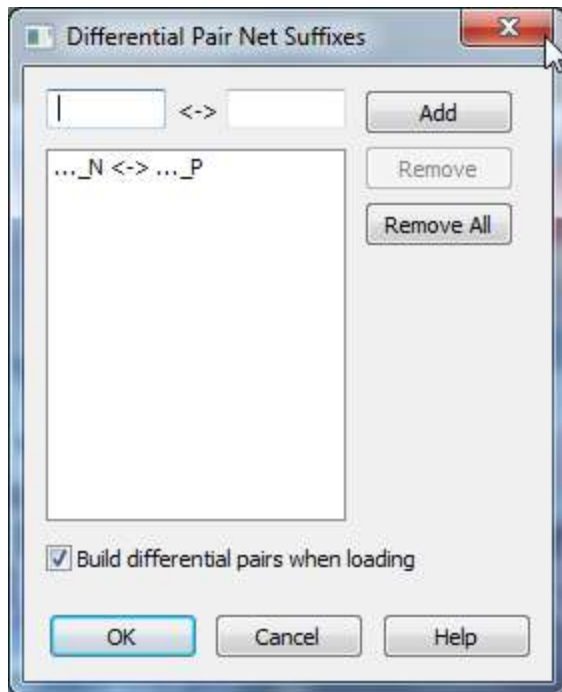 Differential Pair Net Suffixes
<-> Add
..._N <-> ..._P
Remove
Remove All
Build differential pairs when loading
OK Cancel Help